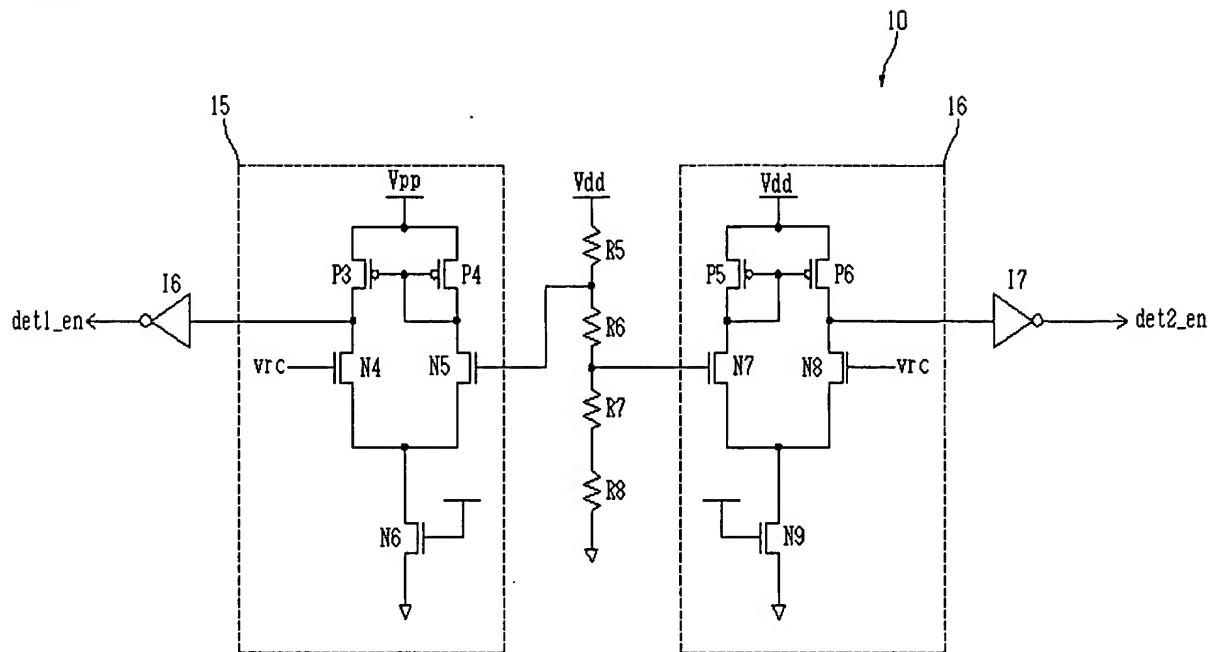 10
15
16
Vpp
Vdd
Vdd
R5
P3
P4
P5
P6
I6
I7
R6
det1_en
det2_en
vrc
N4
N5
N7
N8
vrc
R7
R8
N6
N9